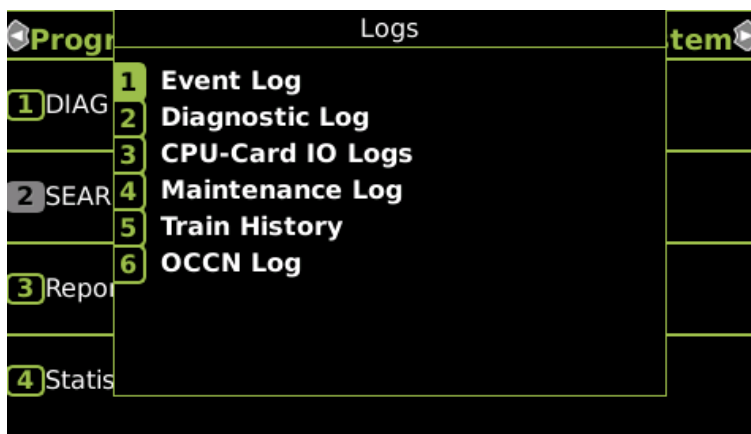 Logs
Progr
tem
1 Event Log
1 DIAG
2 Diagnostic Log
3 CPU-Card IO Logs
2 SEAR
4 Maintenance Log
5 Train History
6 OCCN Log
3 Repor
4 Statis